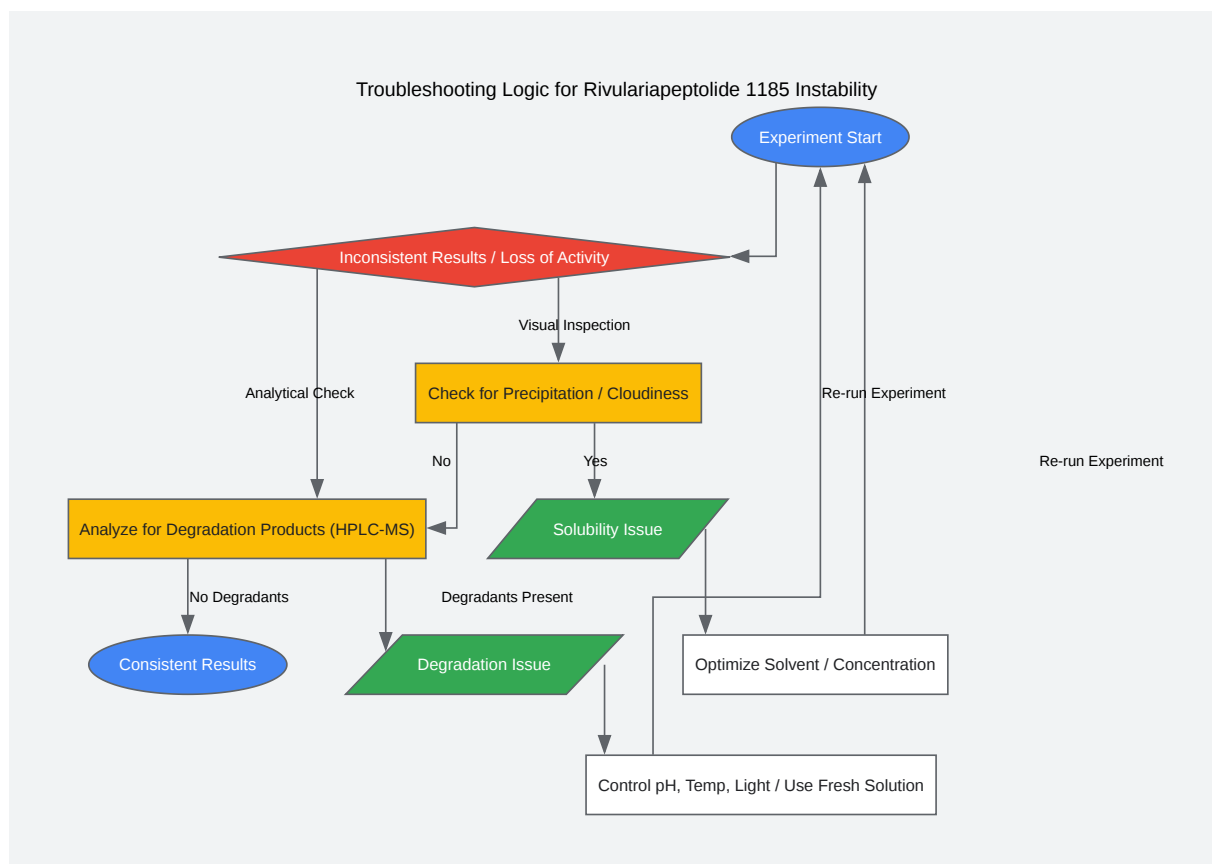 Troubleshooting Logic for Rivulariapeptolide 1185 Instability
Experiment Start
Inconsistent Results / Loss of Activity
Visual Inspection
Analytical Check
Check for Precipitation / Cloudiness
Re-run Experiment
No
Yes
Re-run Experiment
Analyze for Degradation Products (HPLC-MS)
Solubility Issue
No Degradants
Degradants Present
Consistent Results
Degradation Issue
Optimize Solvent / Concentration
Control pH, Temp, Light / Use Fresh Solution